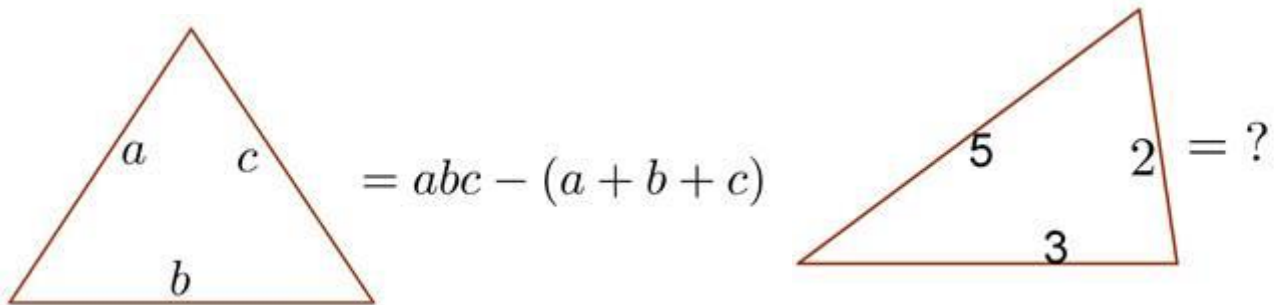 a
c
= abc − (a + b + c)
b
5
2
= ?
3